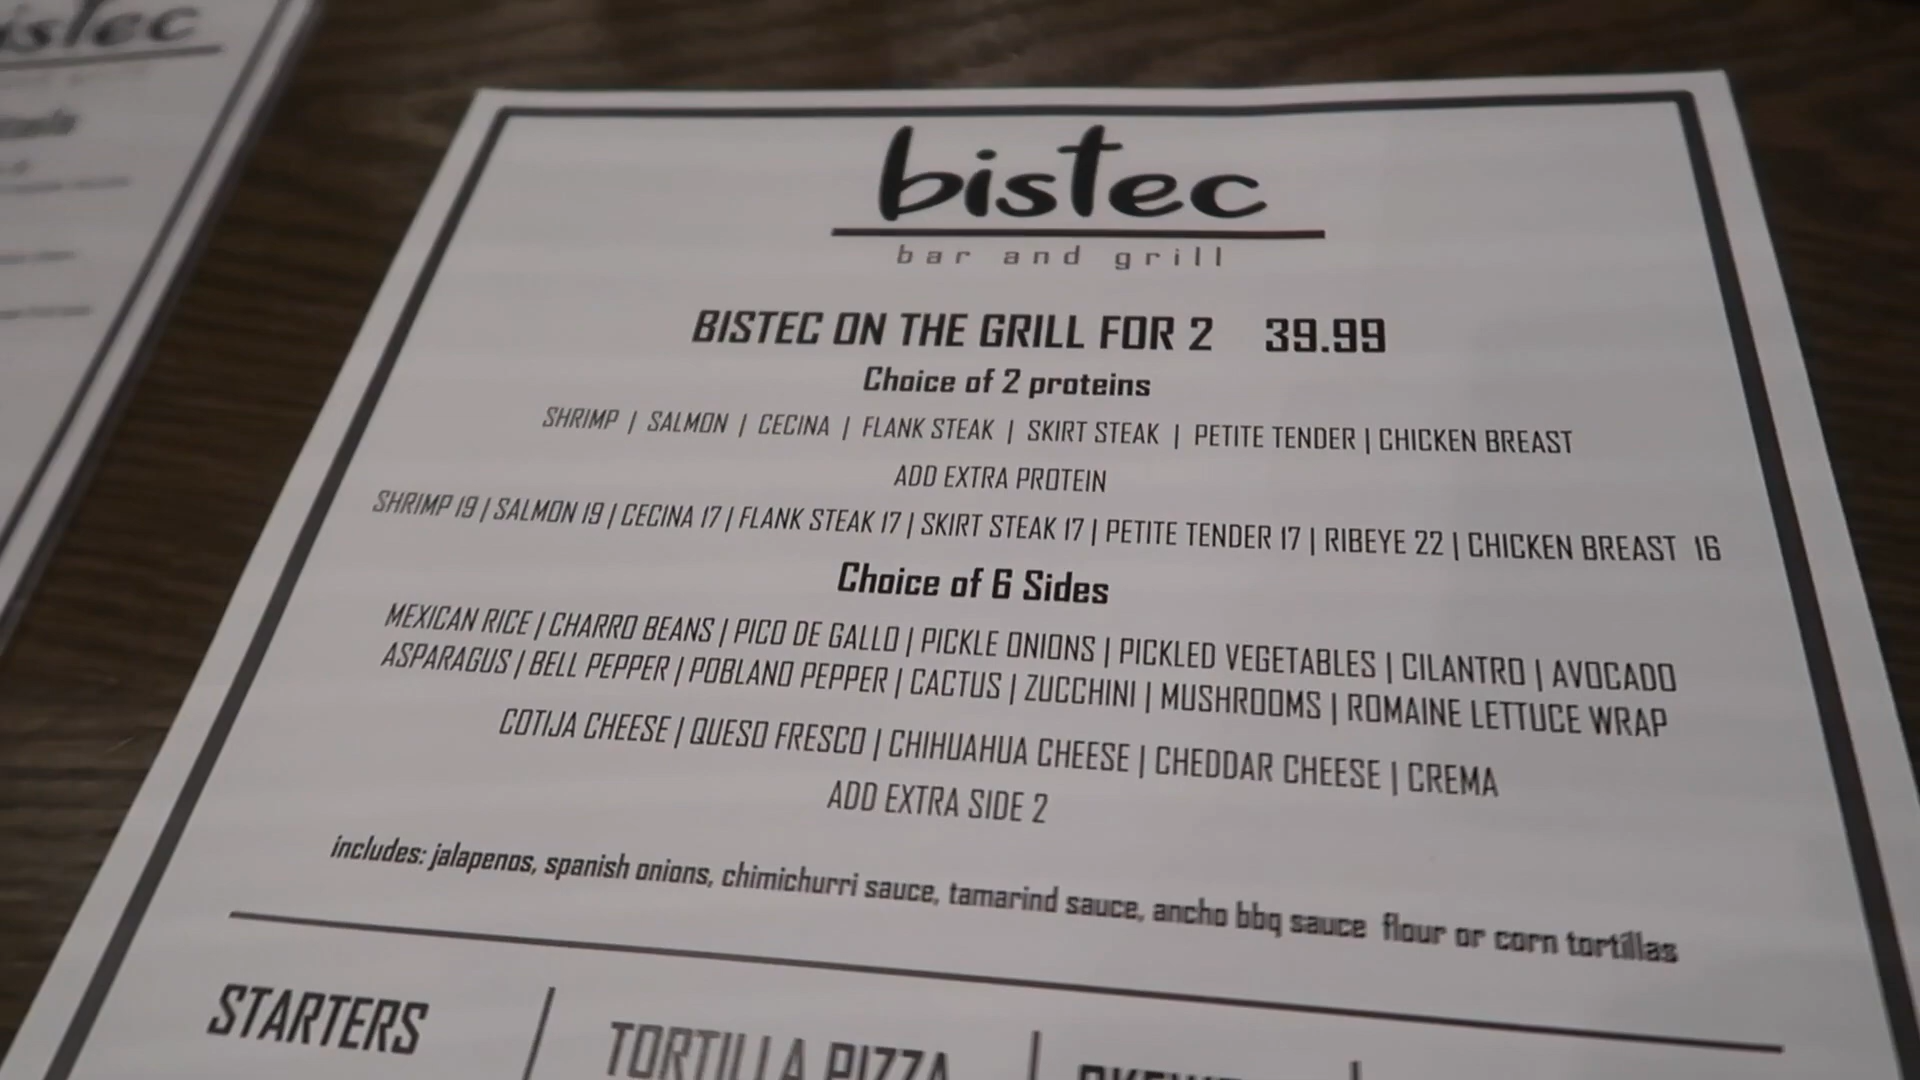 istec
bistec
bar and grill
BISTEC ON THE GRILL FOR 2 39.99
Choice of 2 proteins
SHRIMP | SALMON | CECINA | FLANK STEAK | SKIRT STEAK | PETITE TENDER | CHICKEN BREAST
ADD EXTRA PROTEIN
SHRIMP 19 | SALMON 19 | CECINA 17 | FLANK STEAK 17 | SKIRT STEAK 17 | PETITE TENDER 17 | RIBEYE 22 | CHICKEN BREAST 16
Choice of 6 Sides
MEXICAN RICE | CHARRO BEANS | PICO DE GALLO | PICKLE ONIONS | PICKLED VEGETABLES | CILANTRO | AVOCADO
ASPARAGUS | BELL PEPPER | POBLANO PEPPER | CACTUS | ZUCCHINI | MUSHROOMS | ROMAINE LETTUCE WRAP
COTIJA CHEESE | QUESO FRESCO | CHIHUAHUA CHEESE | CHEDDAR CHEESE | CREMA
ADD EXTRA SIDE 2
includes: jalapenos, spanish onions, chimichurri sauce, tamarind sauce, ancho bbq sauce flour or corn tortillas
STARTERS
TORTILLA PIZZA